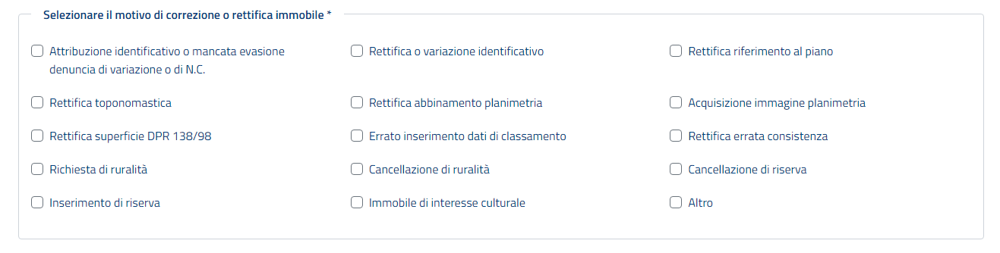 Selezionare il motivo di correzione o rettifica immobile *
Attribuzione identificativo o mancata evasione
denuncia di variazione o di N.C.
Rettifica o variazione identificativo
Rettifica riferimento al piano
Rettifica toponomastica
Rettifica abbinamento planimetria
Acquisizione immagine planimetria
Rettifica superficie DPR 138/98
Errato inserimento dati di classamento
Rettifica errata consistenza
Richiesta di ruralità
Cancellazione di ruralità
Cancellazione di riserva
Inserimento di riserva
Immobile di interesse culturale
Altro